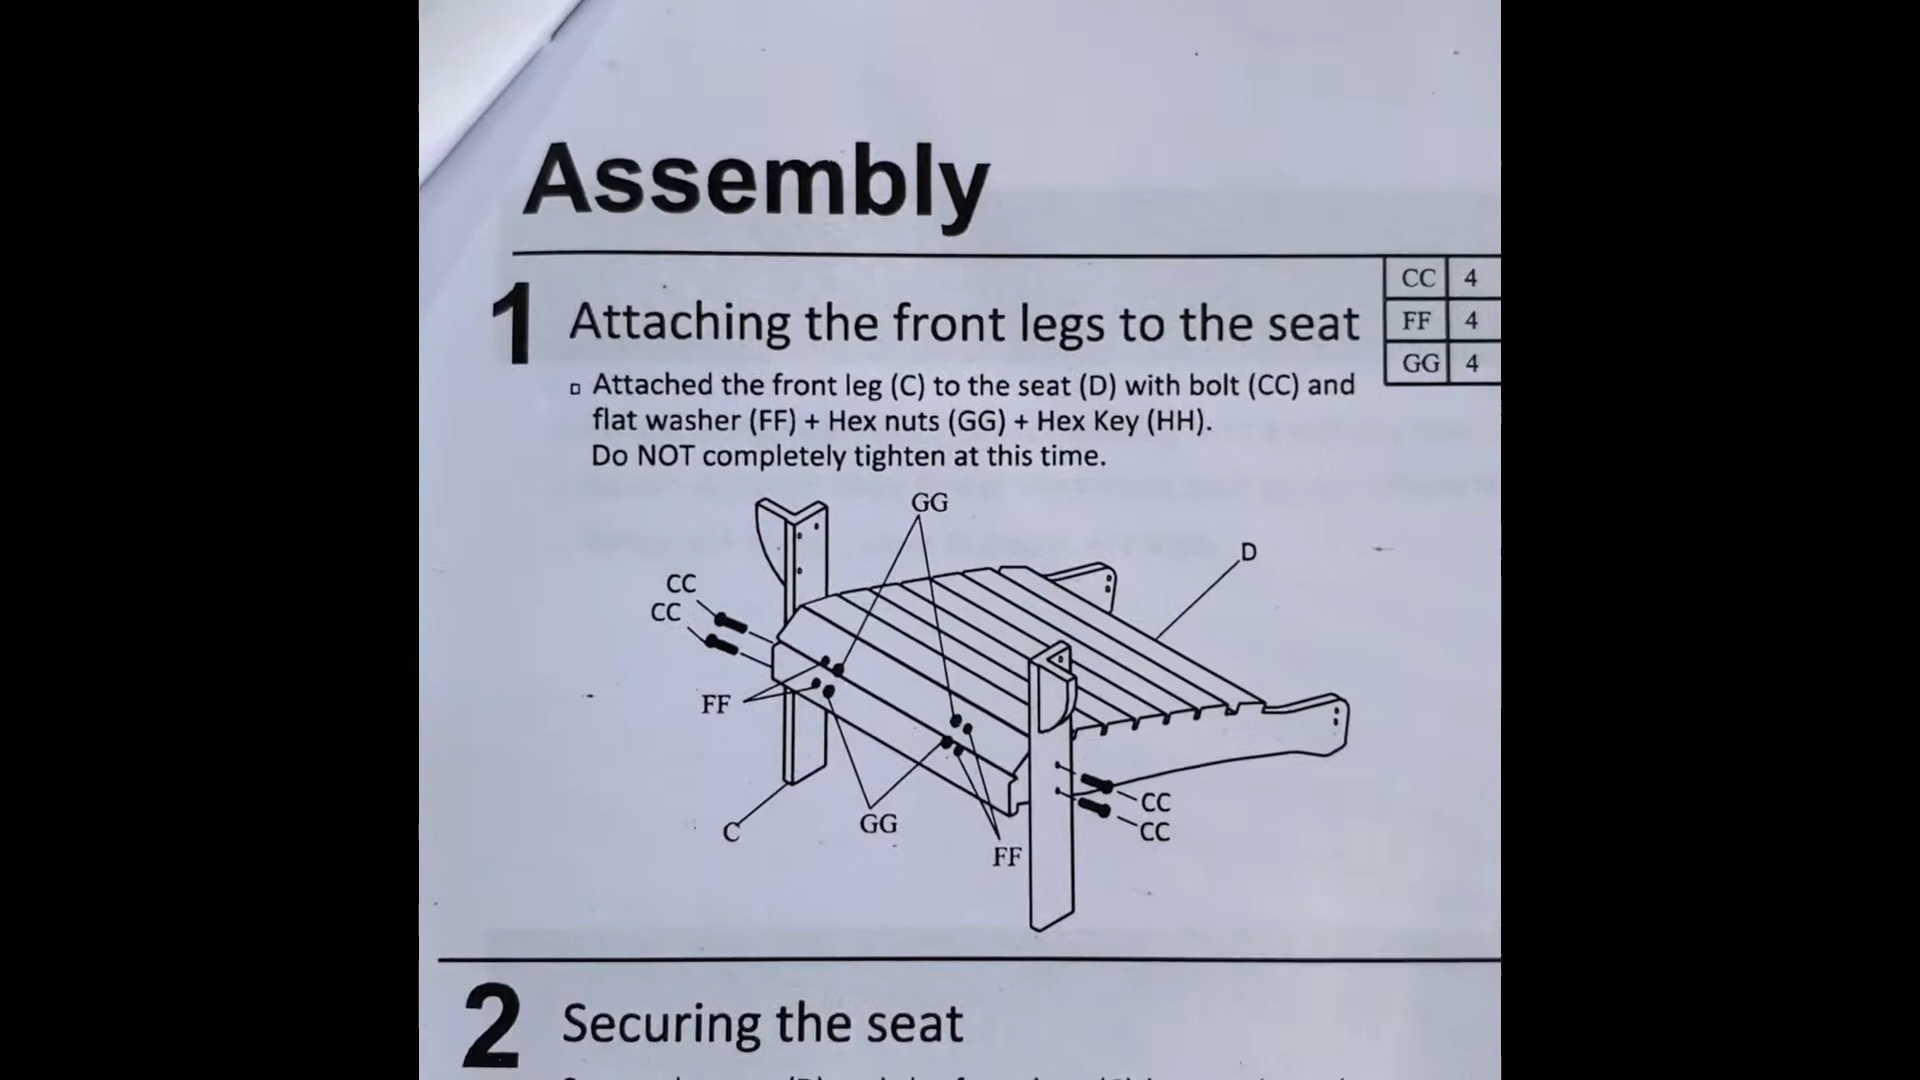 Assembly
1 Attaching the front legs to the seat
CC 4
FF 4
GG 4
▫ Attached the front leg (C) to the seat (D) with bolt (CC) and
flat washer (FF) + Hex nuts (GG) + Hex Key (HH).
Do NOT completely tighten at this time.
GG
D
CC
CC
FF
CC
C
GG
CC
FF
2 Securing the seat